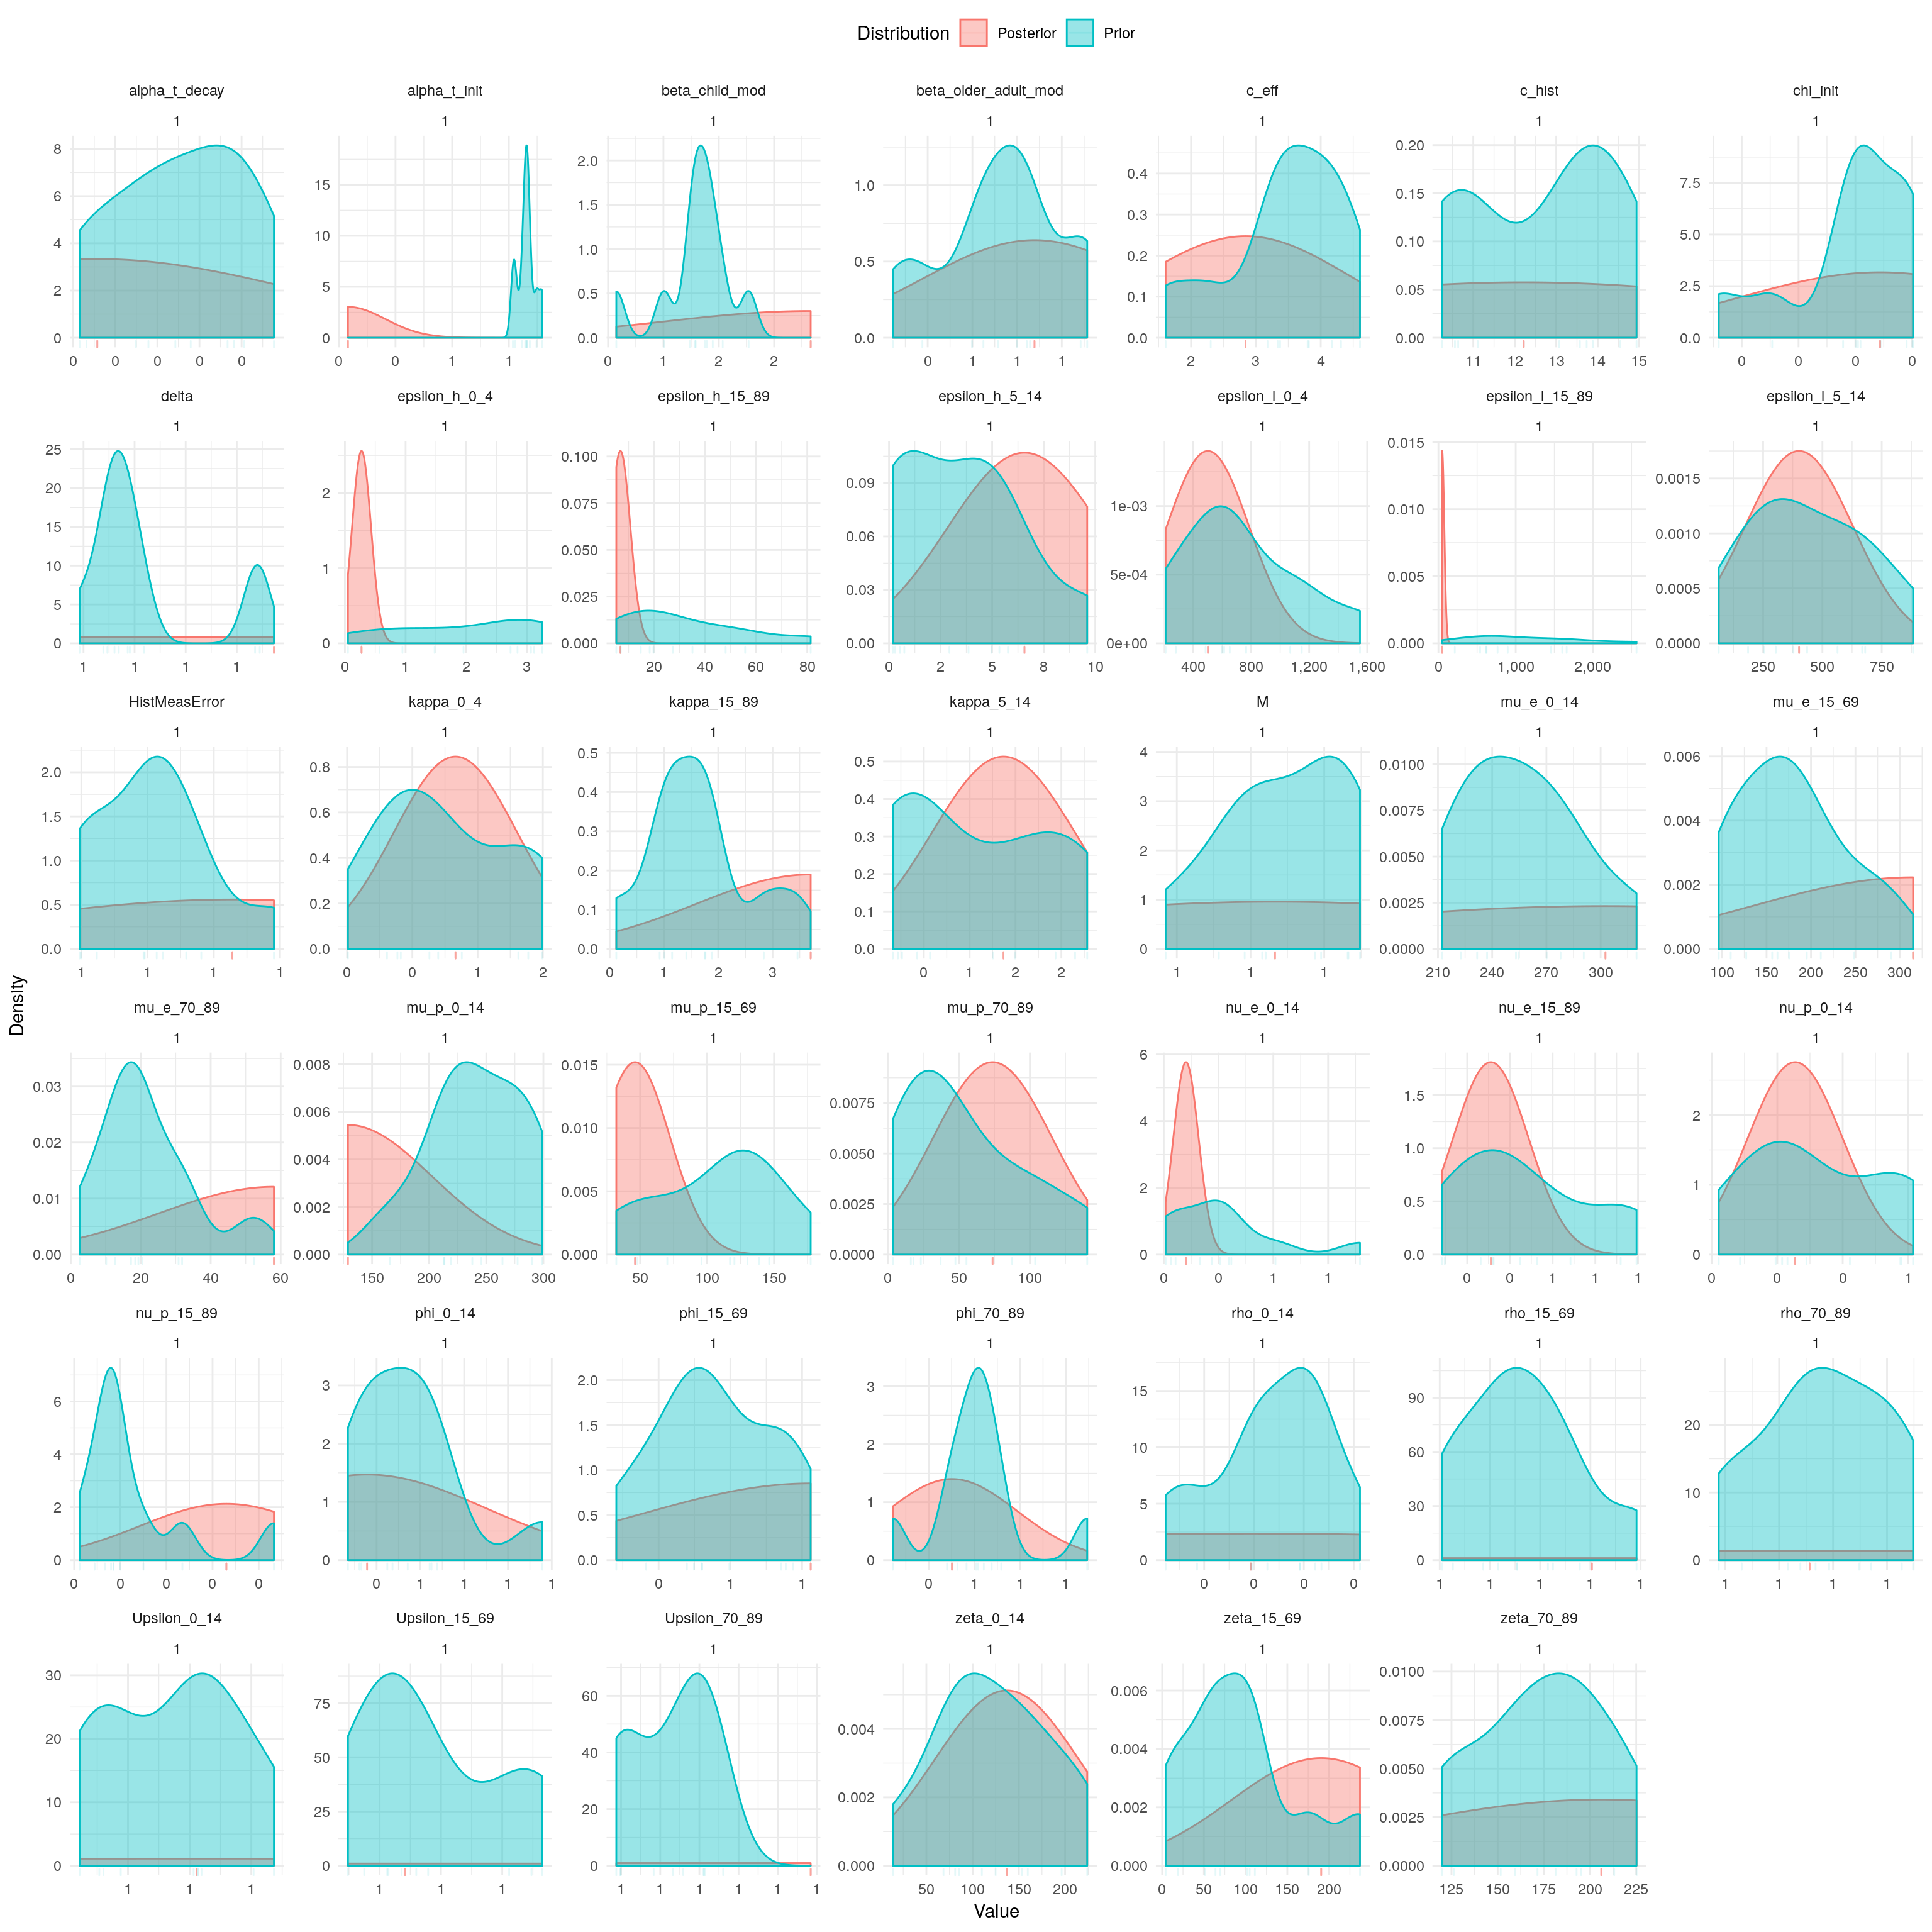 Distribution Posterior Prior
Density
alpha_t_decay
1
8
6
4
2
0
0 0 0 0 0
alpha_t_init
1
15
10
5
0
0 0 1 1
beta_child_mod
1
2.0
1.5
1.0
0.5
0.0
1 2 2
beta_older_adult_mod
1
1.0
0.5
0.0
0 1 1 1
c_eff
1
0.4
0.3
0.2
0.1
0.0
2 3 4
c_hist
1
0.20
0.15
0.10
0.05
0.00
11 12 13 14 15
chi_init
1
7.5
5.0
2.5
0.0
0 0 0 0
delta
1
25
20
15
10
5
0
1 1 1 1
epsilon_h_0_4
1
2
1
0
0 1 2 3
epsilon_h_15_89
1
0.100
0.075
0.050
0.025
0.000
20 40 60 80
epsilon_h_5_14
1
0.09
0.06
0.03
0.00
0 2 5 8 10
epsilon_l_0_4
1
1e-03
5e-04
0e+00
400 800 1,200 1,600
epsilon_l_15_89
1
0.015
0.010
0.005
0.000
0 1,000 2,000
epsilon_l_5_14
1
0.0015
0.0010
0.0005
0.0000
250 500 750
HistMeasError
1
2.0
1.5
1.0
0.5
0.0
1 1 1 1
kappa_0_4
1
0.8
0.6
0.4
0.2
0.0
0 0 1 2
kappa_15_89
1
0.5
0.4
0.3
0.2
0.1
0.0
0 1 2 3
kappa_5_14
1
0.5
0.4
0.3
0.2
0.1
0.0
0 1 2 2
M
1
4
3
2
1
0
1 1 1
mu_e_0_14
1
0.0100
0.0075
0.0050
0.0025
0.0000
210 240 270 300
mu_e_15_69
1
0.006
0.004
0.002
0.000
100 150 200 250 300
mu_e_70_89
1
0.03
0.02
0.01
0.00
0 20 40 60
mu_p_0_14
1
0.008
0.006
0.004
0.002
0.000
150 200 250 300
mu_p_15_69
1
0.015
0.010
0.005
0.000
50 100 150
mu_p_70_89
1
0.0075
0.0050
0.0025
0.0000
0 50 100
nu_e_0_14
1
6
4
2
0
0 0 1 1
nu_e_15_89
1
1.5
1.0
0.5
0.0
0 0 1 1 1
nu_p_0_14
1
2
1
0
0 0 0 1
nu_p_15_89
1
6
4
2
0
0 0 0 0 0
phi_0_14
1
3
2
1
0
0 1 1 1 1
phi_15_69
1
2.0
1.5
1.0
0.5
0.0
0 1 1
phi_70_89
1
3
2
1
0
0 1 1 1
rho_0_14
1
15
10
5
0
0 0 0 0
rho_15_69
1
90
60
30
0
1 1 1 1 1
rho_70_89
1
20
10
0
1 1 1 1
Upsilon_0_14
1
30
20
10
0
1 1 1
Upsilon_15_69
1
75
50
25
0
1 1 1
Upsilon_70_89
1
60
40
20
0
1 1 1 1 1 1
zeta_0_14
1
0.004
0.002
0.000
50 100 150 200
zeta_15_69
1
0.006
0.004
0.002
0.000
0 50 100 150 200
zeta_70_89
1
0.0100
0.0075
0.0050
0.0025
0.0000
125 150 175 200 225
Value